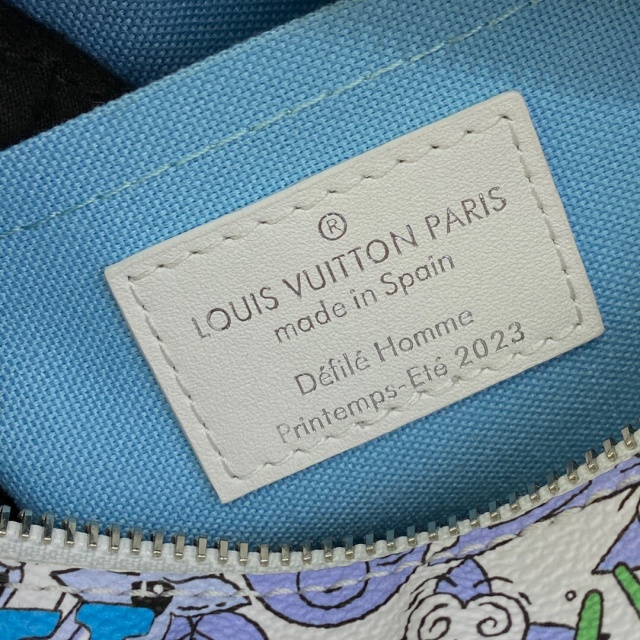 ®
LOUIS VUITTON PARIS
made in Spain
Défilé Homme
Printemps-Eté 2023